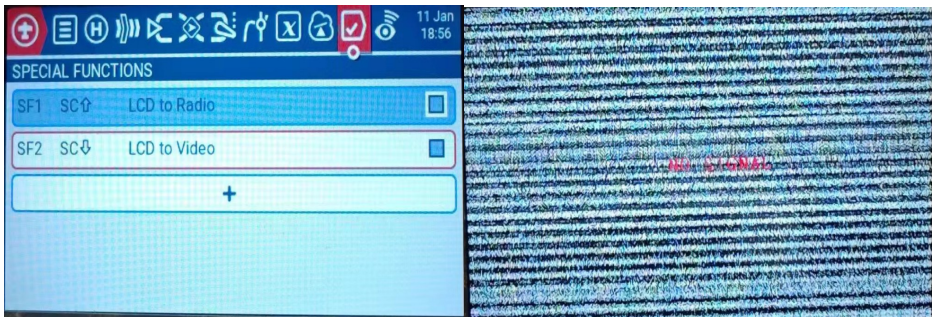 11 Jan
18:56
SPECIAL FUNCTIONS
SF1 SC⇧ LCD to Radio
SF2 SC⇩ LCD to Video
+
NO SIGNAL